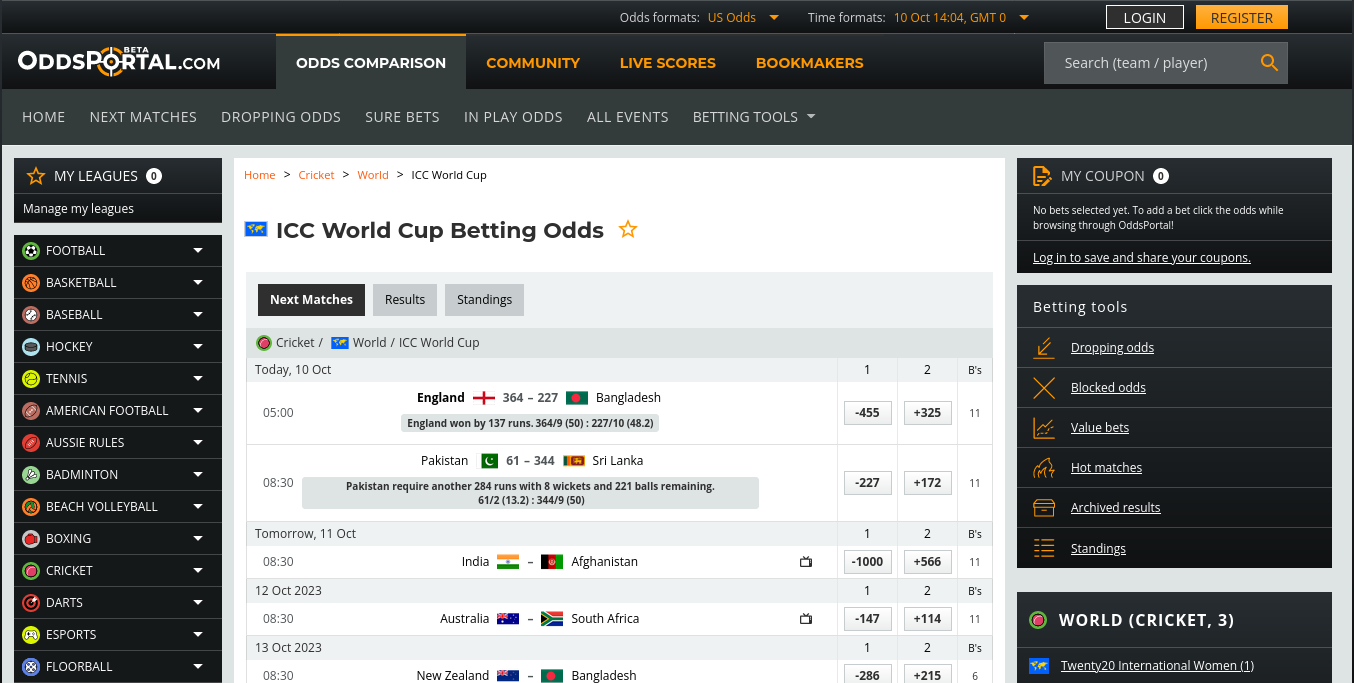 Odds formats: US Odds
Time formats: 10 Oct 14:04, GMT 0
LOGIN
REGISTER
ODDSPORTAL.COM
BETA
ODDS COMPARISON
COMMUNITY
LIVE SCORES
BOOKMAKERS
Search (team / player)
HOME
NEXT MATCHES
DROPPING ODDS
SURE BETS
IN PLAY ODDS
ALL EVENTS
BETTING TOOLS
MY LEAGUES 0
Manage my leagues
FOOTBALL
BASKETBALL
BASEBALL
HOCKEY
TENNIS
AMERICAN FOOTBALL
AUSSIE RULES
BADMINTON
BEACH VOLLEYBALL
BOXING
CRICKET
DARTS
ESPORTS
FLOORBALL
Home > Cricket > World > ICC World Cup
ICC World Cup Betting Odds
Next Matches
Results
Standings
Cricket / World / ICC World Cup
Today, 10 Oct 1 2 B's
05:00 England 364 – 227 Bangladesh -455 +325 11
England won by 137 runs. 364/9 (50) : 227/10 (48.2)
08:30 Pakistan 61 – 344 Sri Lanka -227 +172 11
Pakistan require another 284 runs with 8 wickets and 221 balls remaining.
61/2 (13.2) : 344/9 (50)
Tomorrow, 11 Oct 1 2 B's
08:30 India – Afghanistan -1000 +566 11
12 Oct 2023 1 2 B's
08:30 Australia – South Africa -147 +114 11
13 Oct 2023 1 2 B's
08:30 New Zealand – Bangladesh -286 +215 6
MY COUPON 0
No bets selected yet. To add a bet click the odds while
browsing through OddsPortal!
Log in to save and share your coupons.
Betting tools
Dropping odds
Blocked odds
Value bets
Hot matches
Archived results
Standings
WORLD (CRICKET, 3)
Twenty20 International Women (1)